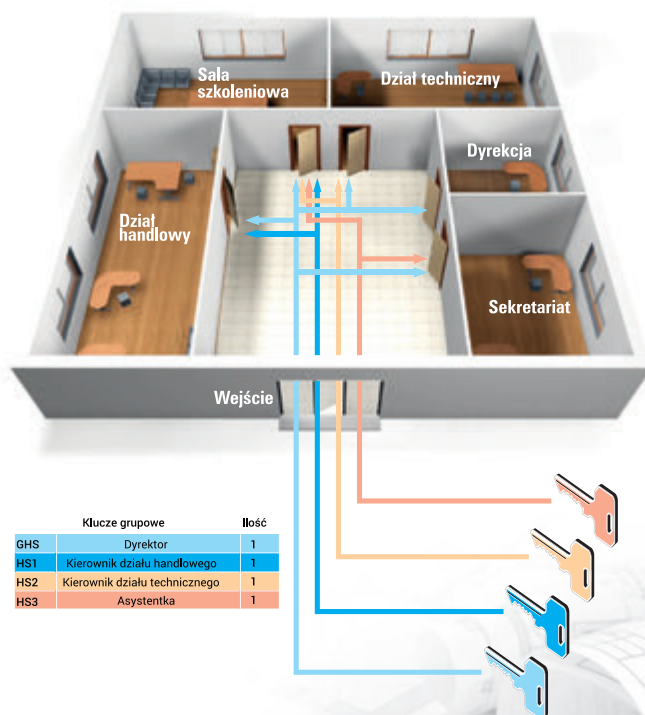 Sala
szkoleniowa
Dział techniczny
Dyrekcja
Dział
handlowy
Sekretariat
Wejście
Klucze grupowe Ilość
GHS Dyrektor 1
HS1 Kierownik działu handlowego 1
HS2 Kierownik działu technicznego 1
HS3 Asystentka 1